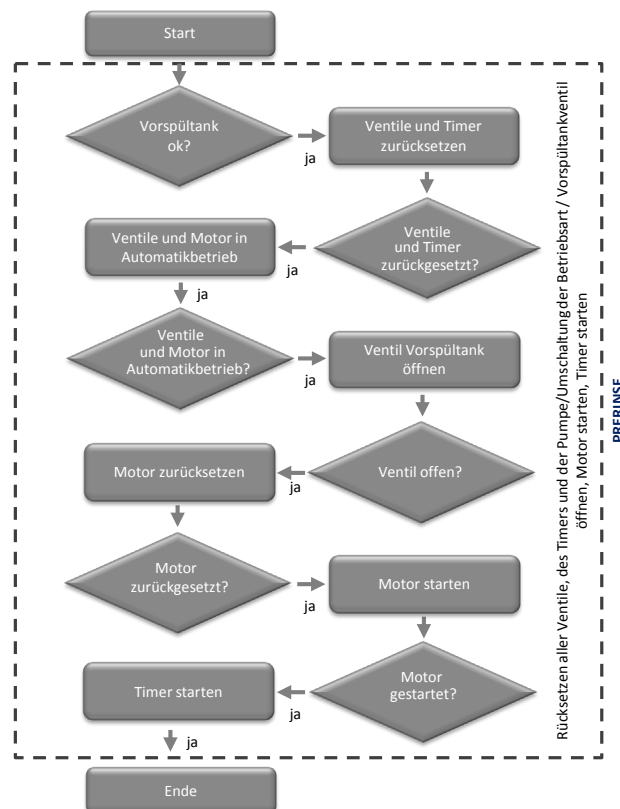 Start
Vorspültank
ok?
ja
Ventile und Timer
zurücksetzen
Ventile
und Timer
zurückgesetzt?
ja
Ventile und Motor in
Automatikbetrieb
ja
Ventile
und Motor in
Automatikbetrieb?
ja
Ventil Vorspültank
öffnen
Ventil offen?
ja
Motor zurücksetzen
Motor
zurückgesetzt?
ja
Motor starten
Motor
gestartet?
ja
Timer starten
ja
Ende
Rücksetzen aller Ventile, des Timers und der Pumpe/Umschaltung der Betriebsart / Vorspültankventil
öffnen, Motor starten, Timer starten
PRERINSE